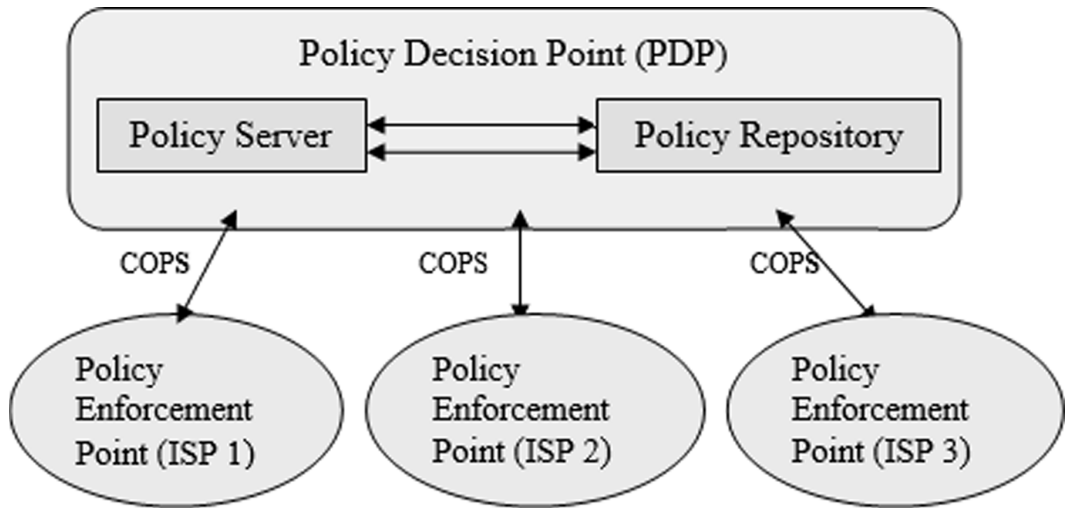 Policy Decision Point (PDP)
Policy Server
Policy Repository
COPS
COPS
COPS
Policy
Enforcement
Point (ISP 1)
Policy
Enforcement
Point (ISP 2)
Policy
Enforcement
Point (ISP 3)